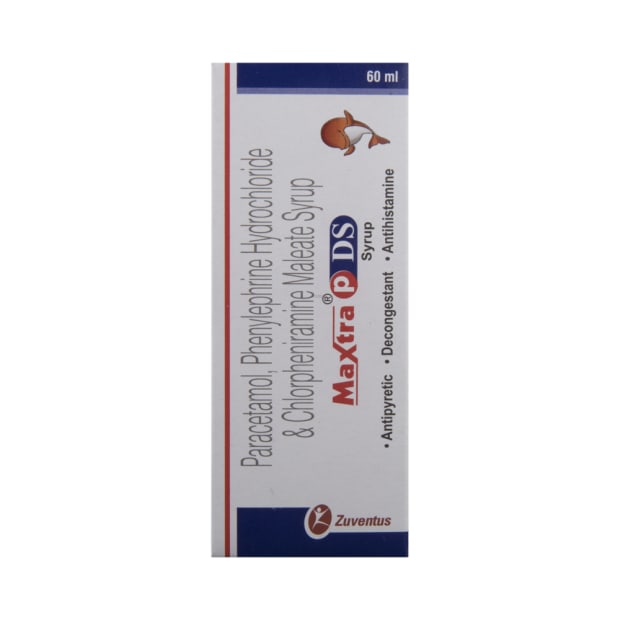 60 ml
Paracetamol, Phenylephrine Hydrochloride
& Chlorpheniramine Maleate Syrup
Maxtra® P DS
Syrup
• Antipyretic • Decongestant • Antihistamine
Zuventus